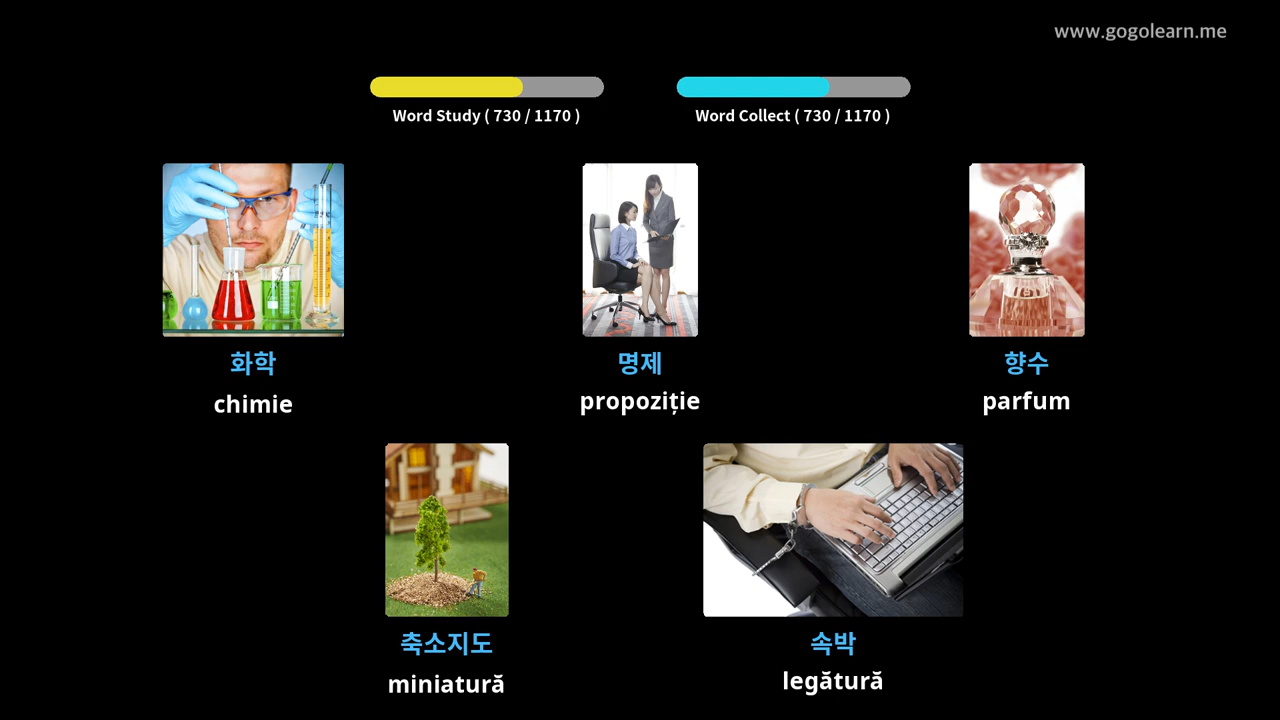 www.gogolearn.me
Word Study ( 730 / 1170 )
Word Collect ( 730 / 1170 )
화학
chimie
명제
propoziție
향수
parfum
축소지도
miniatură
속박
legătură